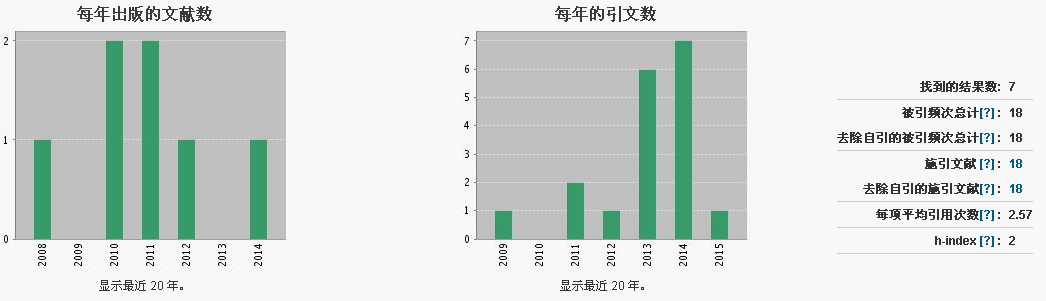 每年出版的文献数
2
1
0
2008
2009
2010
2011
2012
2013
2014
显示最近 20 年。
每年的引文数
7
6
5
4
3
2
1
0
2009
2010
2011
2012
2013
2014
2015
显示最近 20 年。
找到的结果数: 7
被引频次总计[?]: 18
去除自引的被引频次总计[?]: 18
施引文献 [?]: 18
去除自引的施引文献[?]: 18
每项平均引用次数[?]: 2.57
h-index [?]: 2